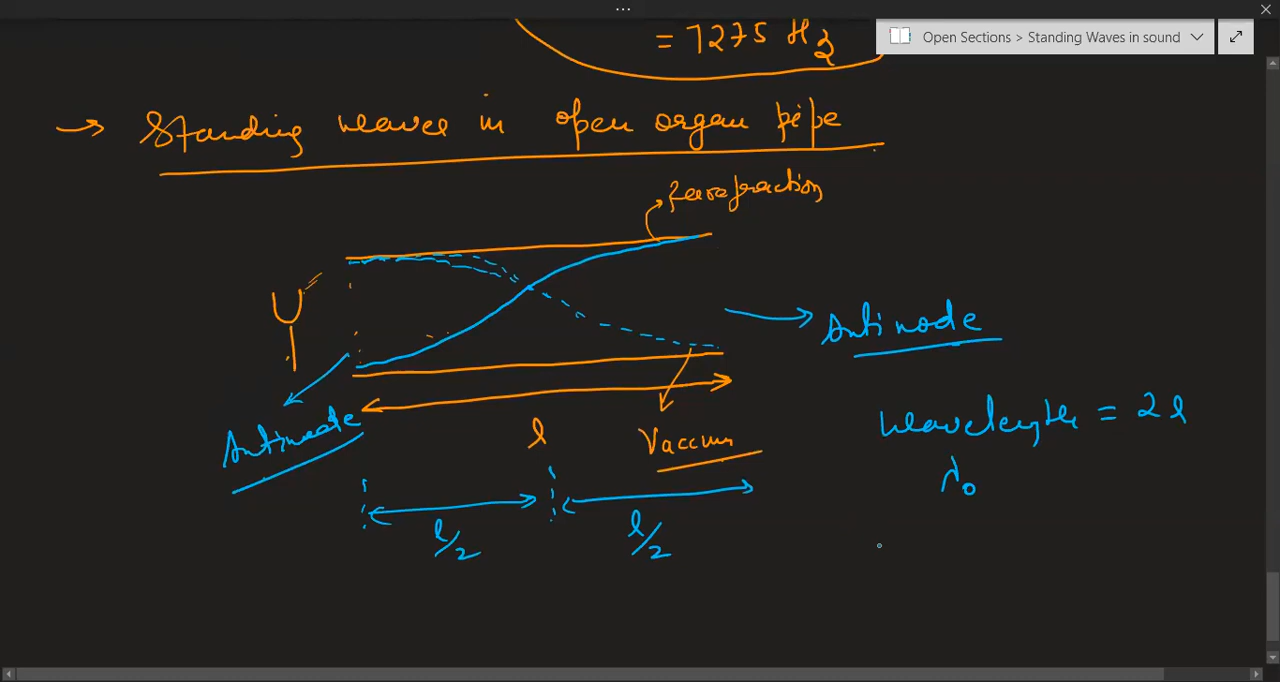 = 7275 Hz
Open Sections > Standing Waves in sound
→ Standing waves in open organ pipe
Antinode
Antinode
l
Vaccum
wavelength = 2l
λ₀
l/2
l/2